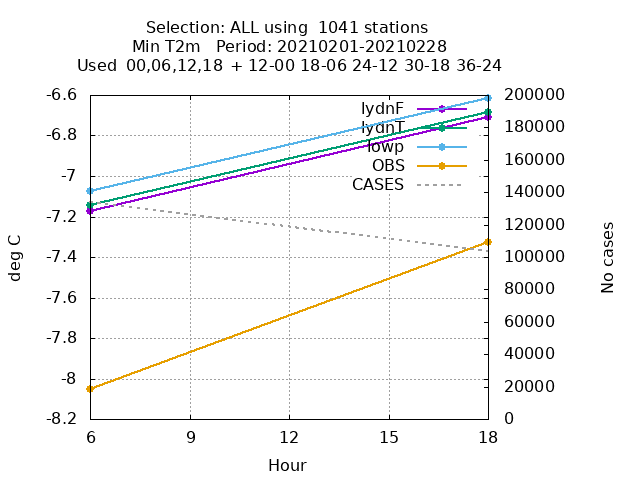 Selection: ALL using  1041 stations
Min T2m   Period: 20210201-20210228
Used  00,06,12,18 + 12-00 18-06 24-12 30-18 36-24
-6.6
-6.8
-7
-7.2
-7.4
-7.6
-7.8
-8
-8.2
deg C
lydnF
lydnT
lowp
OBS
CASES
200000
180000
160000
140000
120000
100000
80000
60000
40000
20000
0
No cases
6 9 12 15 18
Hour